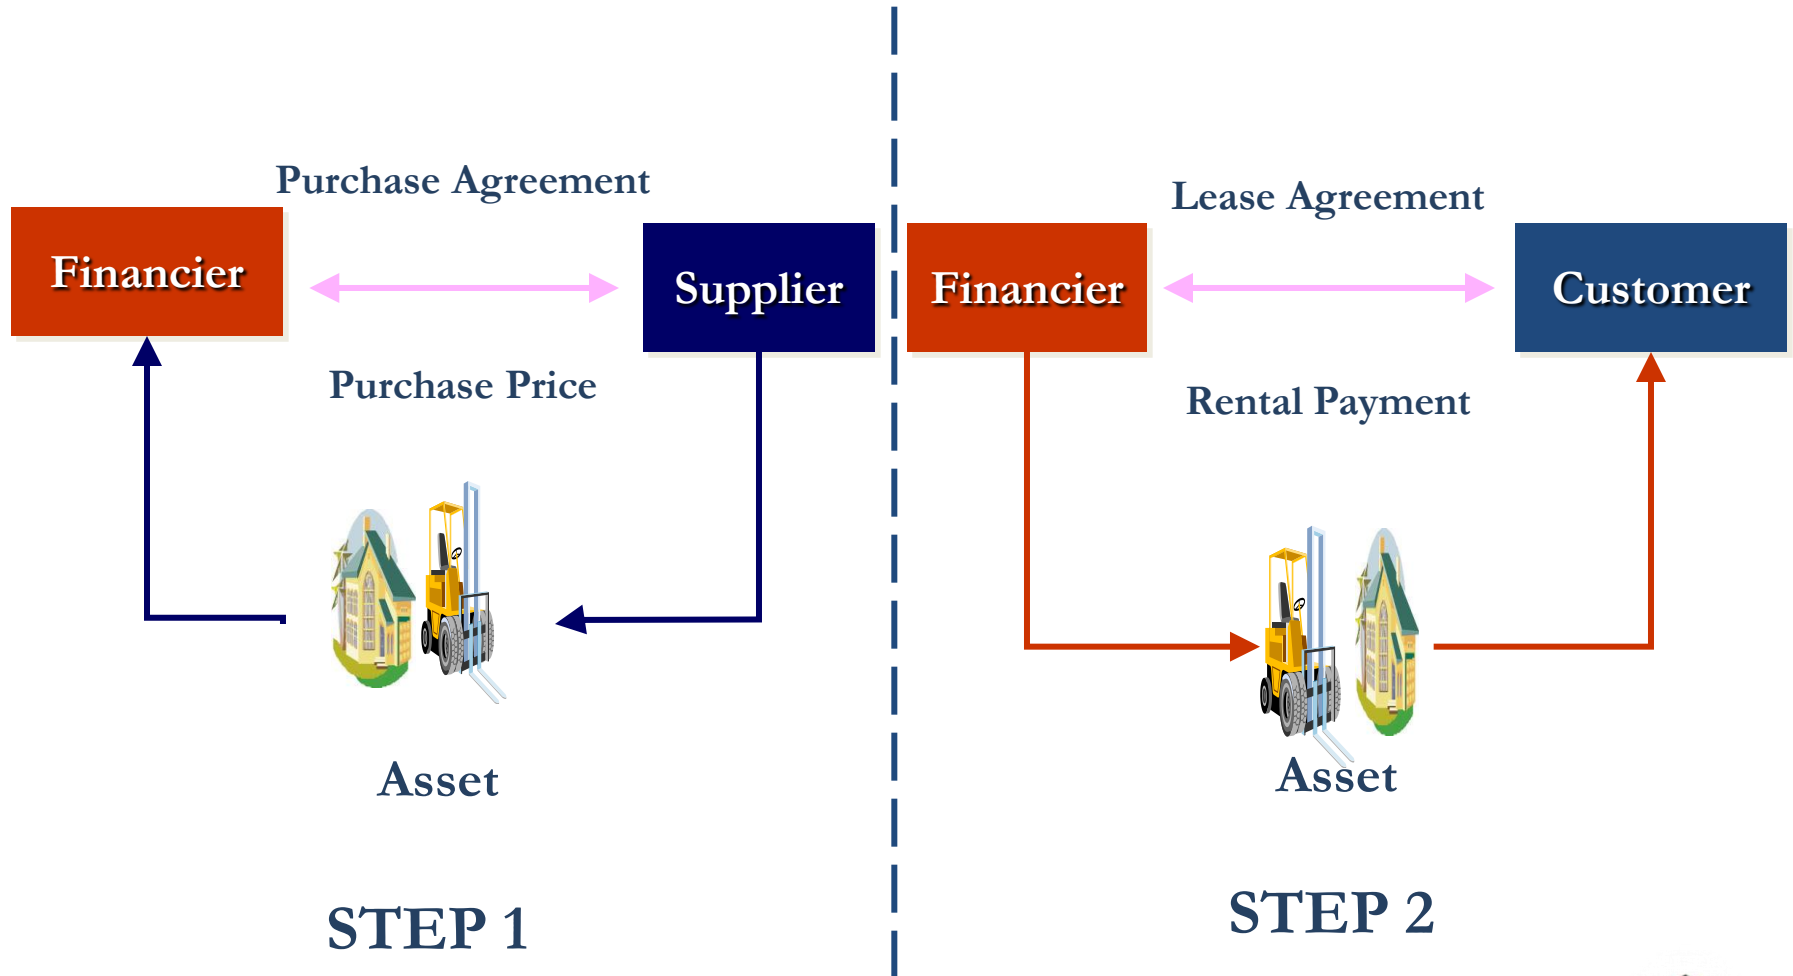 Purchase Agreement
Financier
Supplier
Purchase Price
Asset
STEP 1
Lease Agreement
Financier
Customer
Rental Payment
Asset
STEP 2